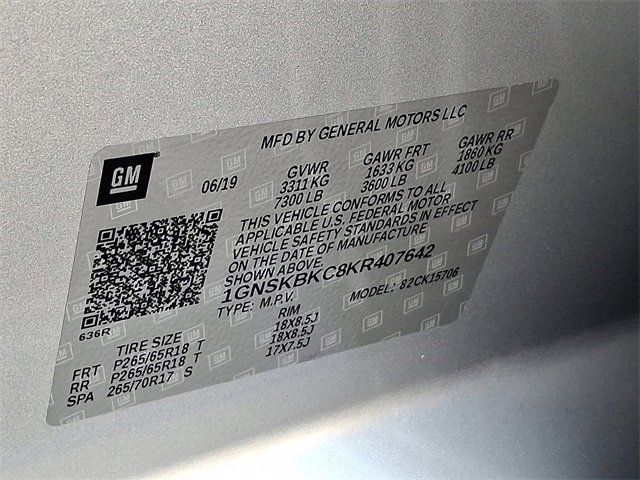 MFD BY GENERAL MOTORS LLC
GM
06/19
GVWR GAWR FRT GAWR RR
3311 KG 1633 KG 1860 KG
7300 LB 3600 LB 4100 LB
THIS VEHICLE CONFORMS TO ALL
APPLICABLE U.S. FEDERAL MOTOR
VEHICLE SAFETY STANDARDS IN EFFECT
ON THE DATE OF MANUFACTURE
SHOWN ABOVE.
1GNSKBKC8KR407642
TYPE: M.P.V. MODEL: 82CK15706
636R
TIRE SIZE RIM
FRT P265/65R18 T 18X8.5J
RR P265/65R18 T 18X8.5J
SPA 265/70R17 S 17X7.5J